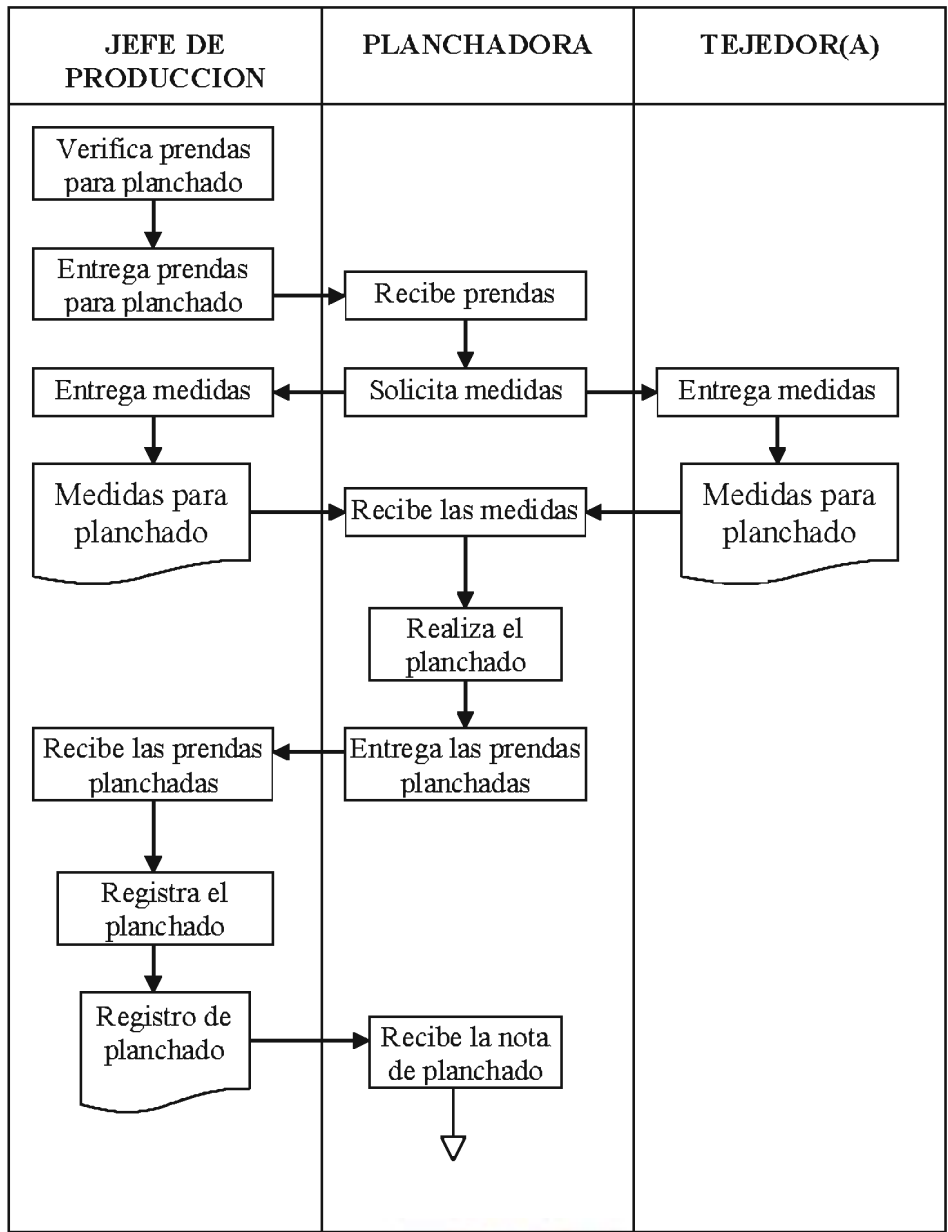 JEFE DE
PRODUCCION
PLANCHADORA
TEJEDOR(A)
Verifica prendas
para planchado
Entrega prendas
para planchado
Recibe prendas
Entrega medidas
Solicita medidas
Entrega medidas
Medidas para
planchado
Recibe las medidas
Medidas para
planchado
Realiza el
planchado
Recibe las prendas
planchadas
Entrega las prendas
planchadas
Registra el
planchado
Registro de
planchado
Recibe la nota
de planchado